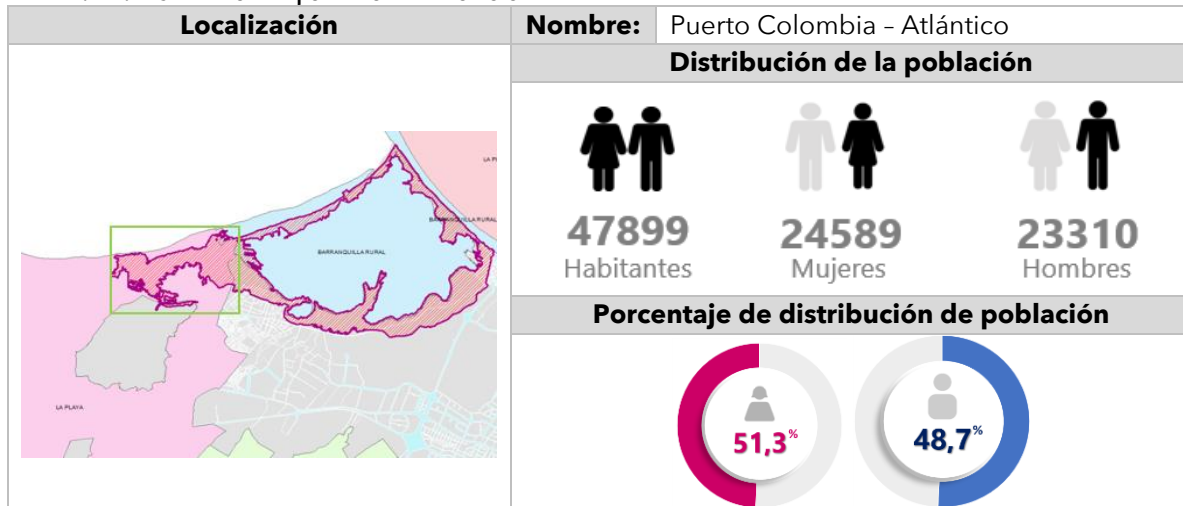 Localización
Nombre: Puerto Colombia – Atlántico
Distribución de la población
47899
Habitantes
24589
Mujeres
23310
Hombres
Porcentaje de distribución de población
51,3%
48,7%
BARRANQUILLA RURAL
BARRANQUILLA RURAL
LA PLAYA